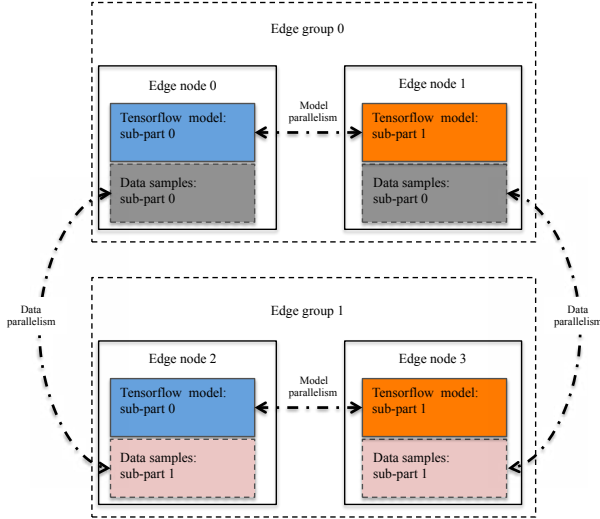 Edge group 0
Edge node 0
Edge node 1
Tensorflow model:
sub-part 0
Model
parallelism
Tensorflow model:
sub-part 1
Data samples:
sub-part 0
Data samples:
sub-part 0
Data
parallelism
Data
parallelism
Edge group 1
Edge node 2
Edge node 3
Tensorflow model:
sub-part 0
Model
parallelism
Tensorflow model:
sub-part 1
Data samples:
sub-part 1
Data samples:
sub-part 1